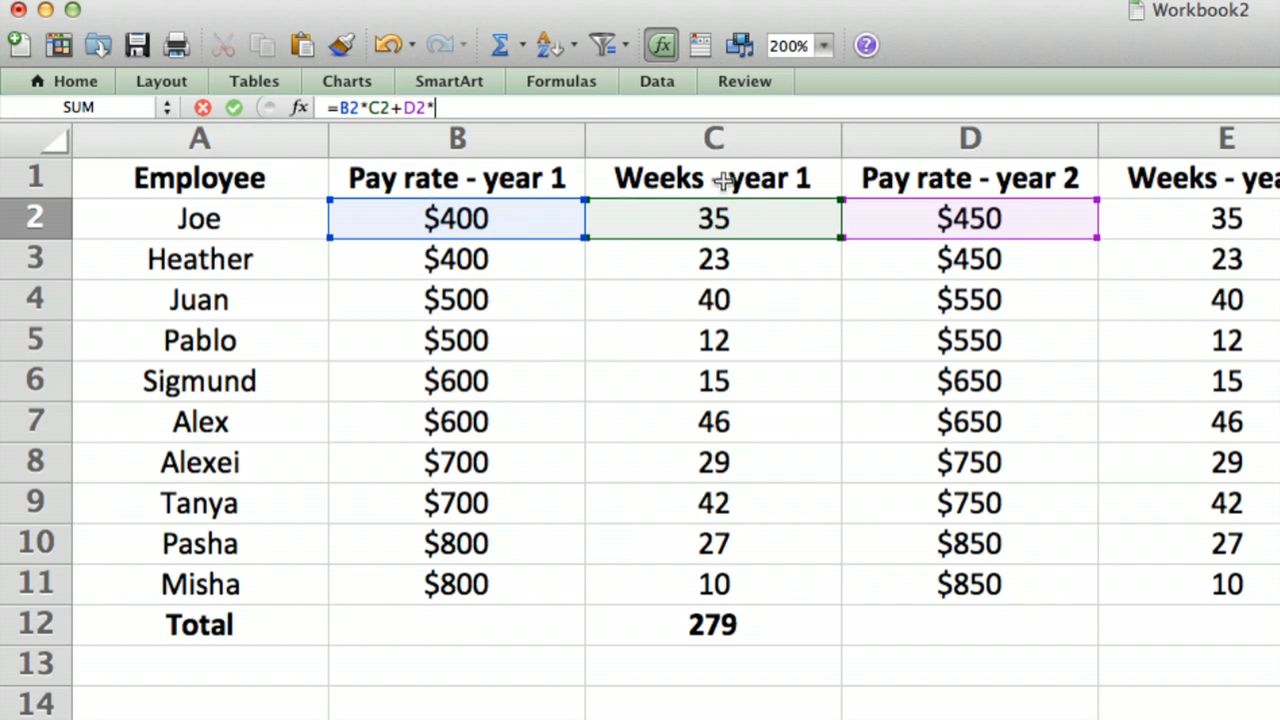 Workbook2
200%
Home Layout Tables Charts SmartArt Formulas Data Review
SUM fx =B2*C2+D2*
A B C D E
1 Employee Pay rate - year 1 Weeks - year 1 Pay rate - year 2 Weeks - yea
2 Joe $400 35 $450 35
3 Heather $400 23 $450 23
4 Juan $500 40 $550 40
5 Pablo $500 12 $550 12
6 Sigmund $600 15 $650 15
7 Alex $600 46 $650 46
8 Alexei $700 29 $750 29
9 Tanya $700 42 $750 42
10 Pasha $800 27 $850 27
11 Misha $800 10 $850 10
12 Total 279
13
14